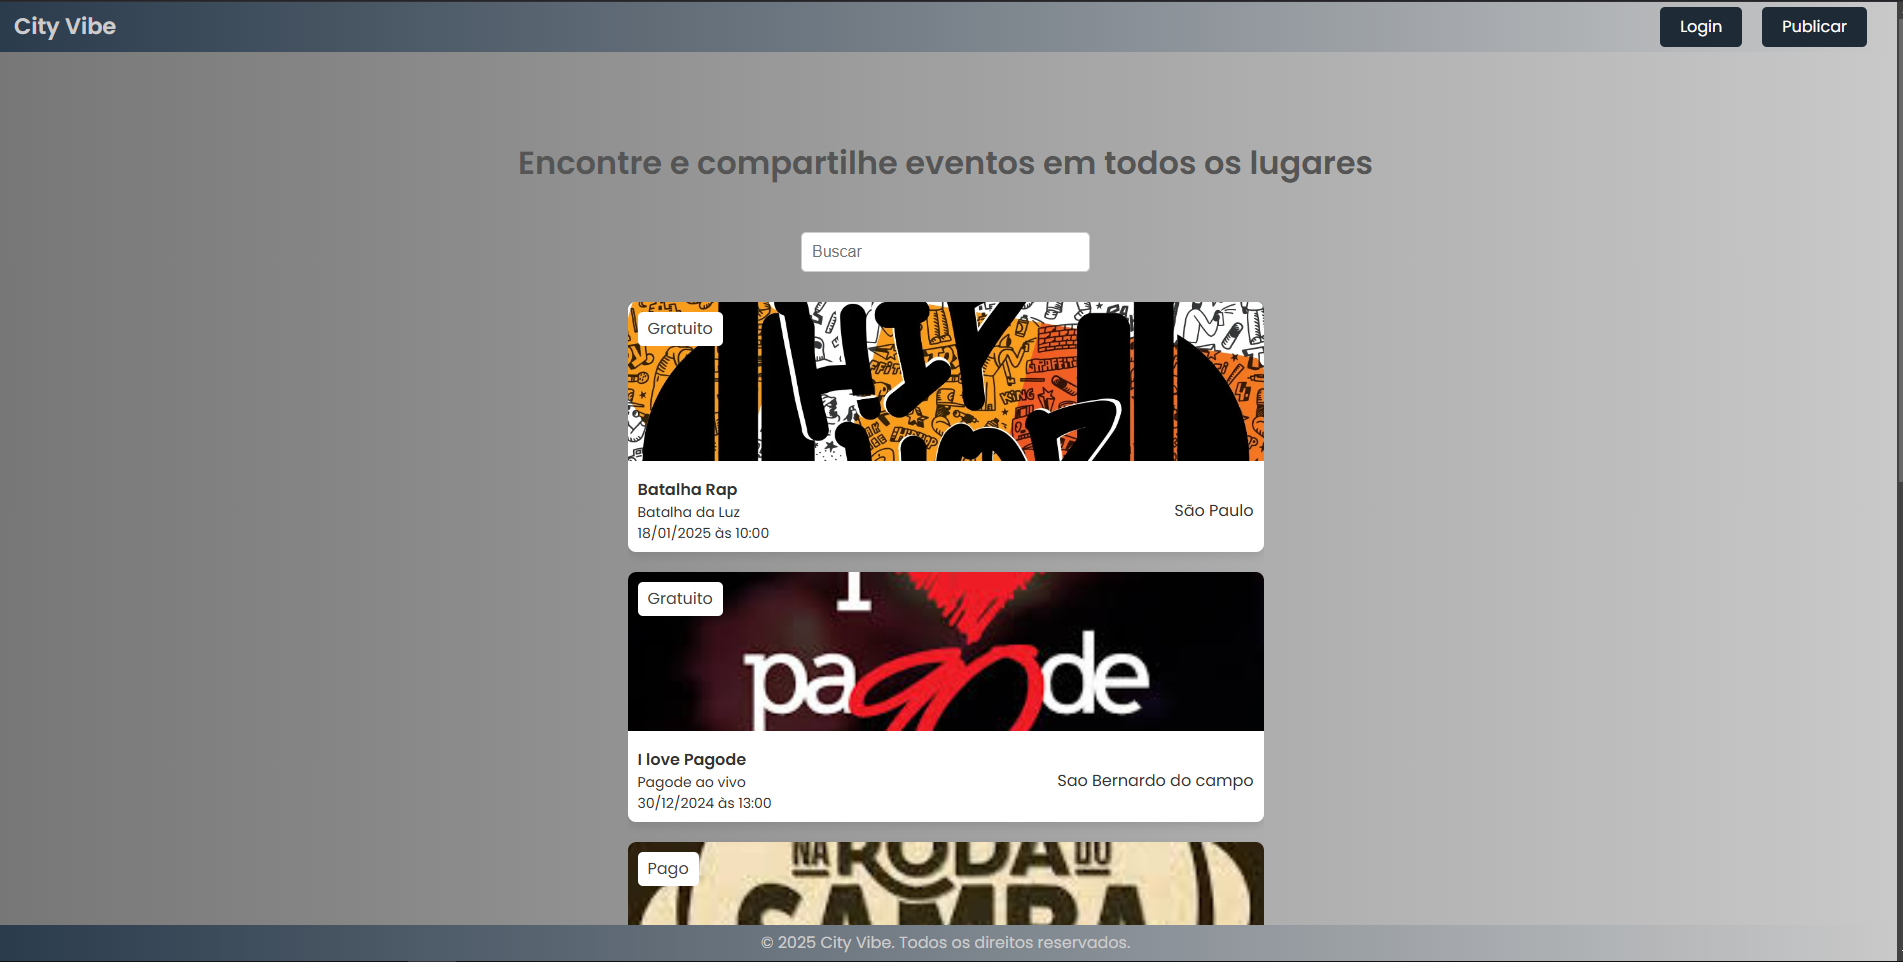 City Vibe
Login
Publicar
Encontre e compartilhe eventos em todos os lugares
Buscar
Gratuito
HIP
KING
Batalha Rap
Batalha da Luz
18/01/2025 às 10:00
São Paulo
Gratuito
I
pagode
I love Pagode
Pagode ao vivo
30/12/2024 às 13:00
Sao Bernardo do campo
Pago
NA RODA DO
SAMBA
© 2025 City Vibe. Todos os direitos reservados.